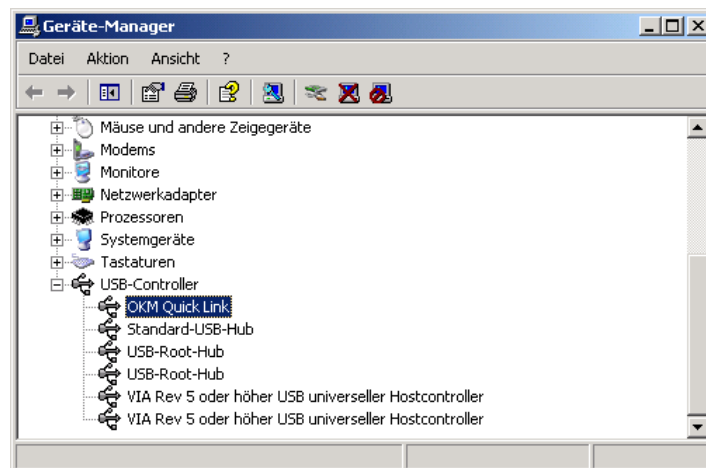 Geräte-Manager
Datei Aktion Ansicht ?
Mäuse und andere Zeigegeräte
Modems
Monitore
Netzwerkadapter
Prozessoren
Systemgeräte
Tastaturen
USB-Controller
OKM Quick Link
Standard-USB-Hub
USB-Root-Hub
USB-Root-Hub
VIA Rev 5 oder höher USB universeller Hostcontroller
VIA Rev 5 oder höher USB universeller Hostcontroller